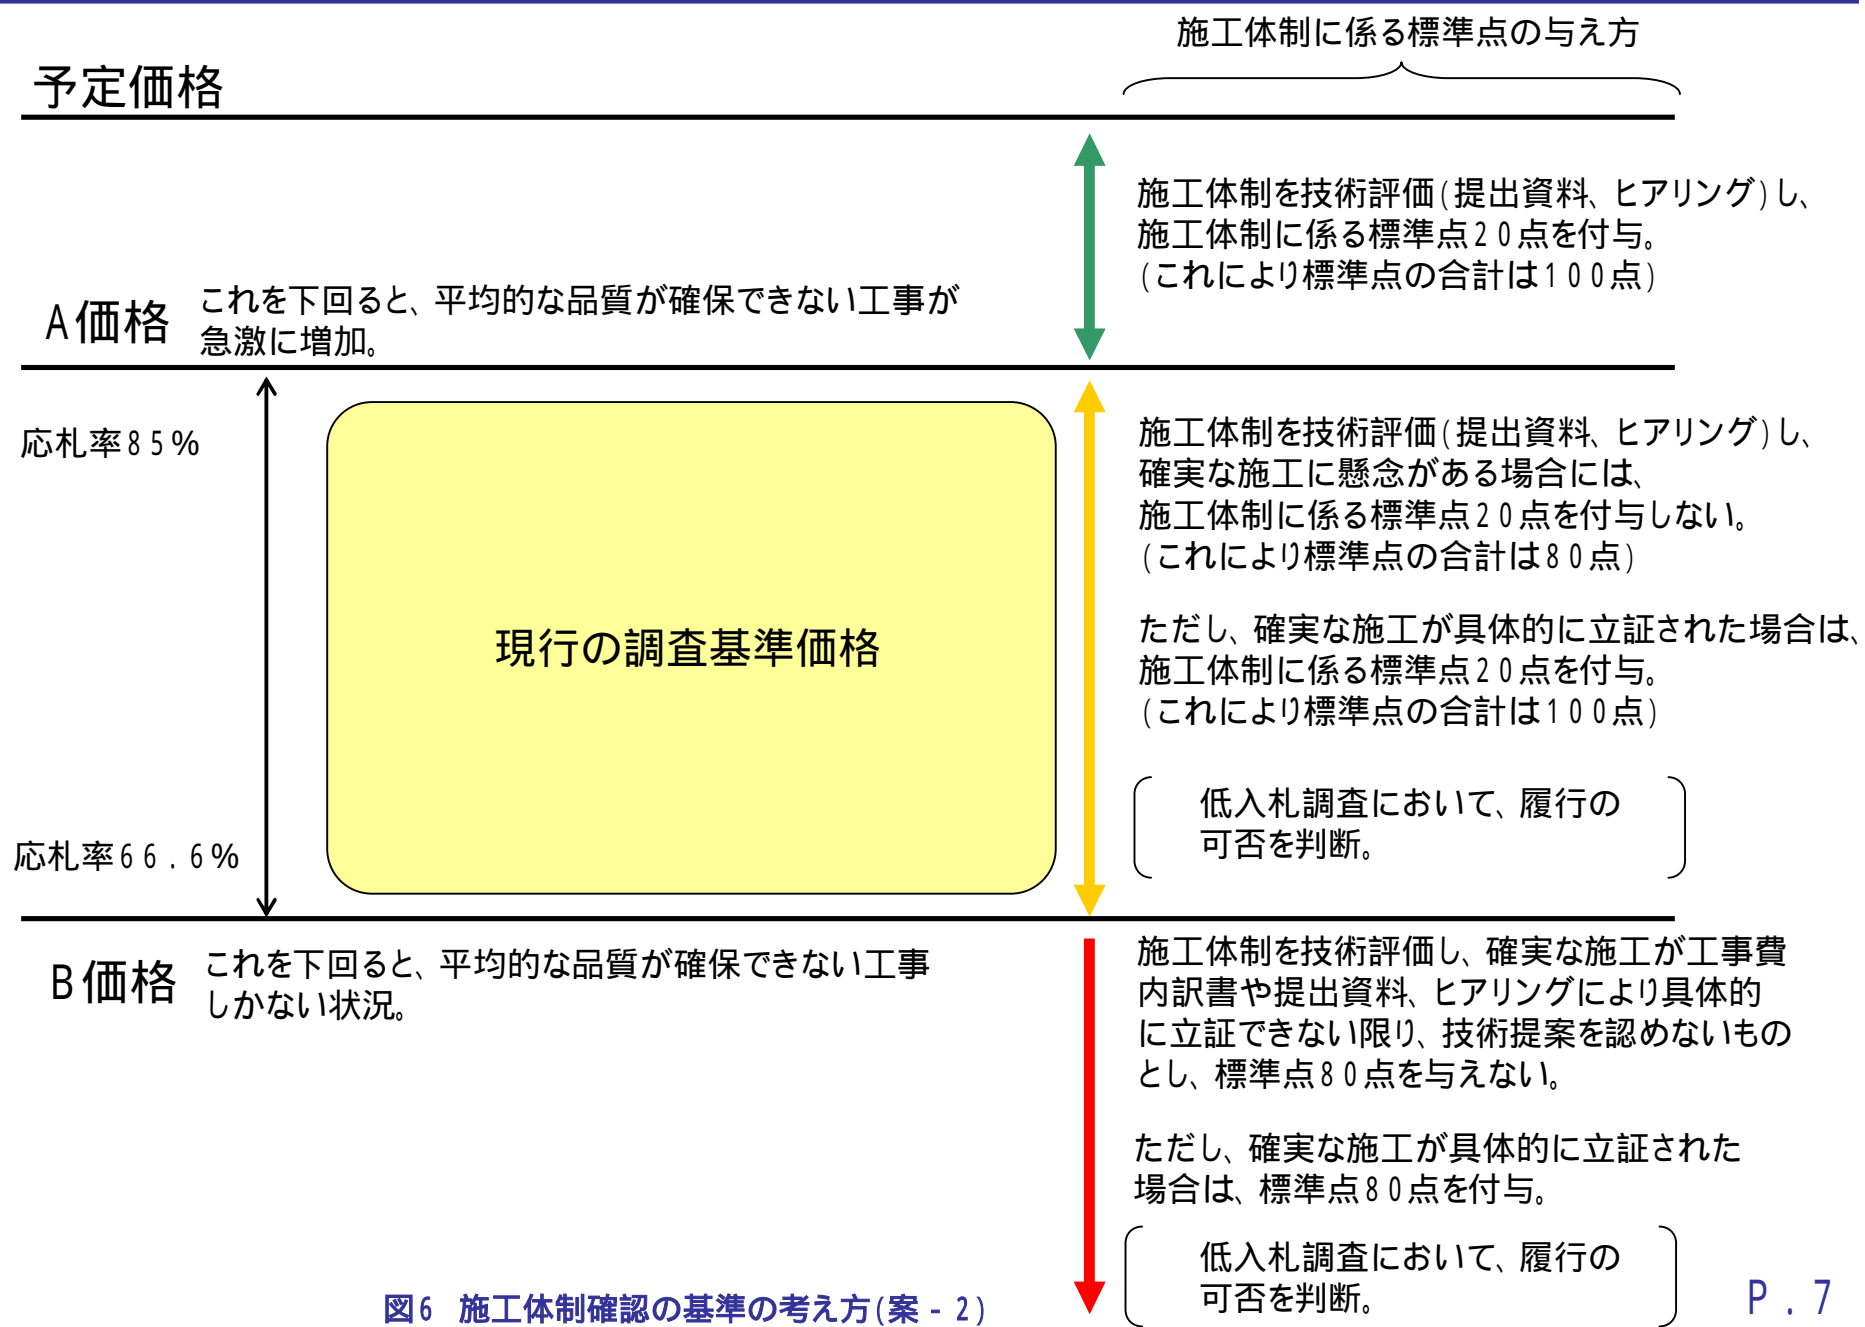 施工体制に係る標準点の与え方
予定価格
施工体制を技術評価(提出資料、ヒアリング)し、
施工体制に係る標準点20点を付与。
(これにより標準点の合計は100点)
A価格
これを下回ると、平均的な品質が確保できない工事が
急激に増加。
応札率85%
現行の調査基準価格
応札率66.6%
施工体制を技術評価(提出資料、ヒアリング)し、
確実な施工に懸念がある場合には、
施工体制に係る標準点20点を付与しない。
(これにより標準点の合計は80点)
ただし、確実な施工が具体的に立証された場合は、
施工体制に係る標準点20点を付与。
(これにより標準点の合計は100点)
低入札調査において、履行の
可否を判断。
B価格
これを下回ると、平均的な品質が確保できない工事
しかない状況。
施工体制を技術評価し、確実な施工が工事費
内訳書や提出資料、ヒアリングにより具体的
に立証できない限り、技術提案を認めないもの
とし、標準点80点を与えない。
ただし、確実な施工が具体的に立証された
場合は、標準点80点を付与。
低入札調査において、履行の
可否を判断。
図6 施工体制確認の基準の考え方(案-2)
P.7